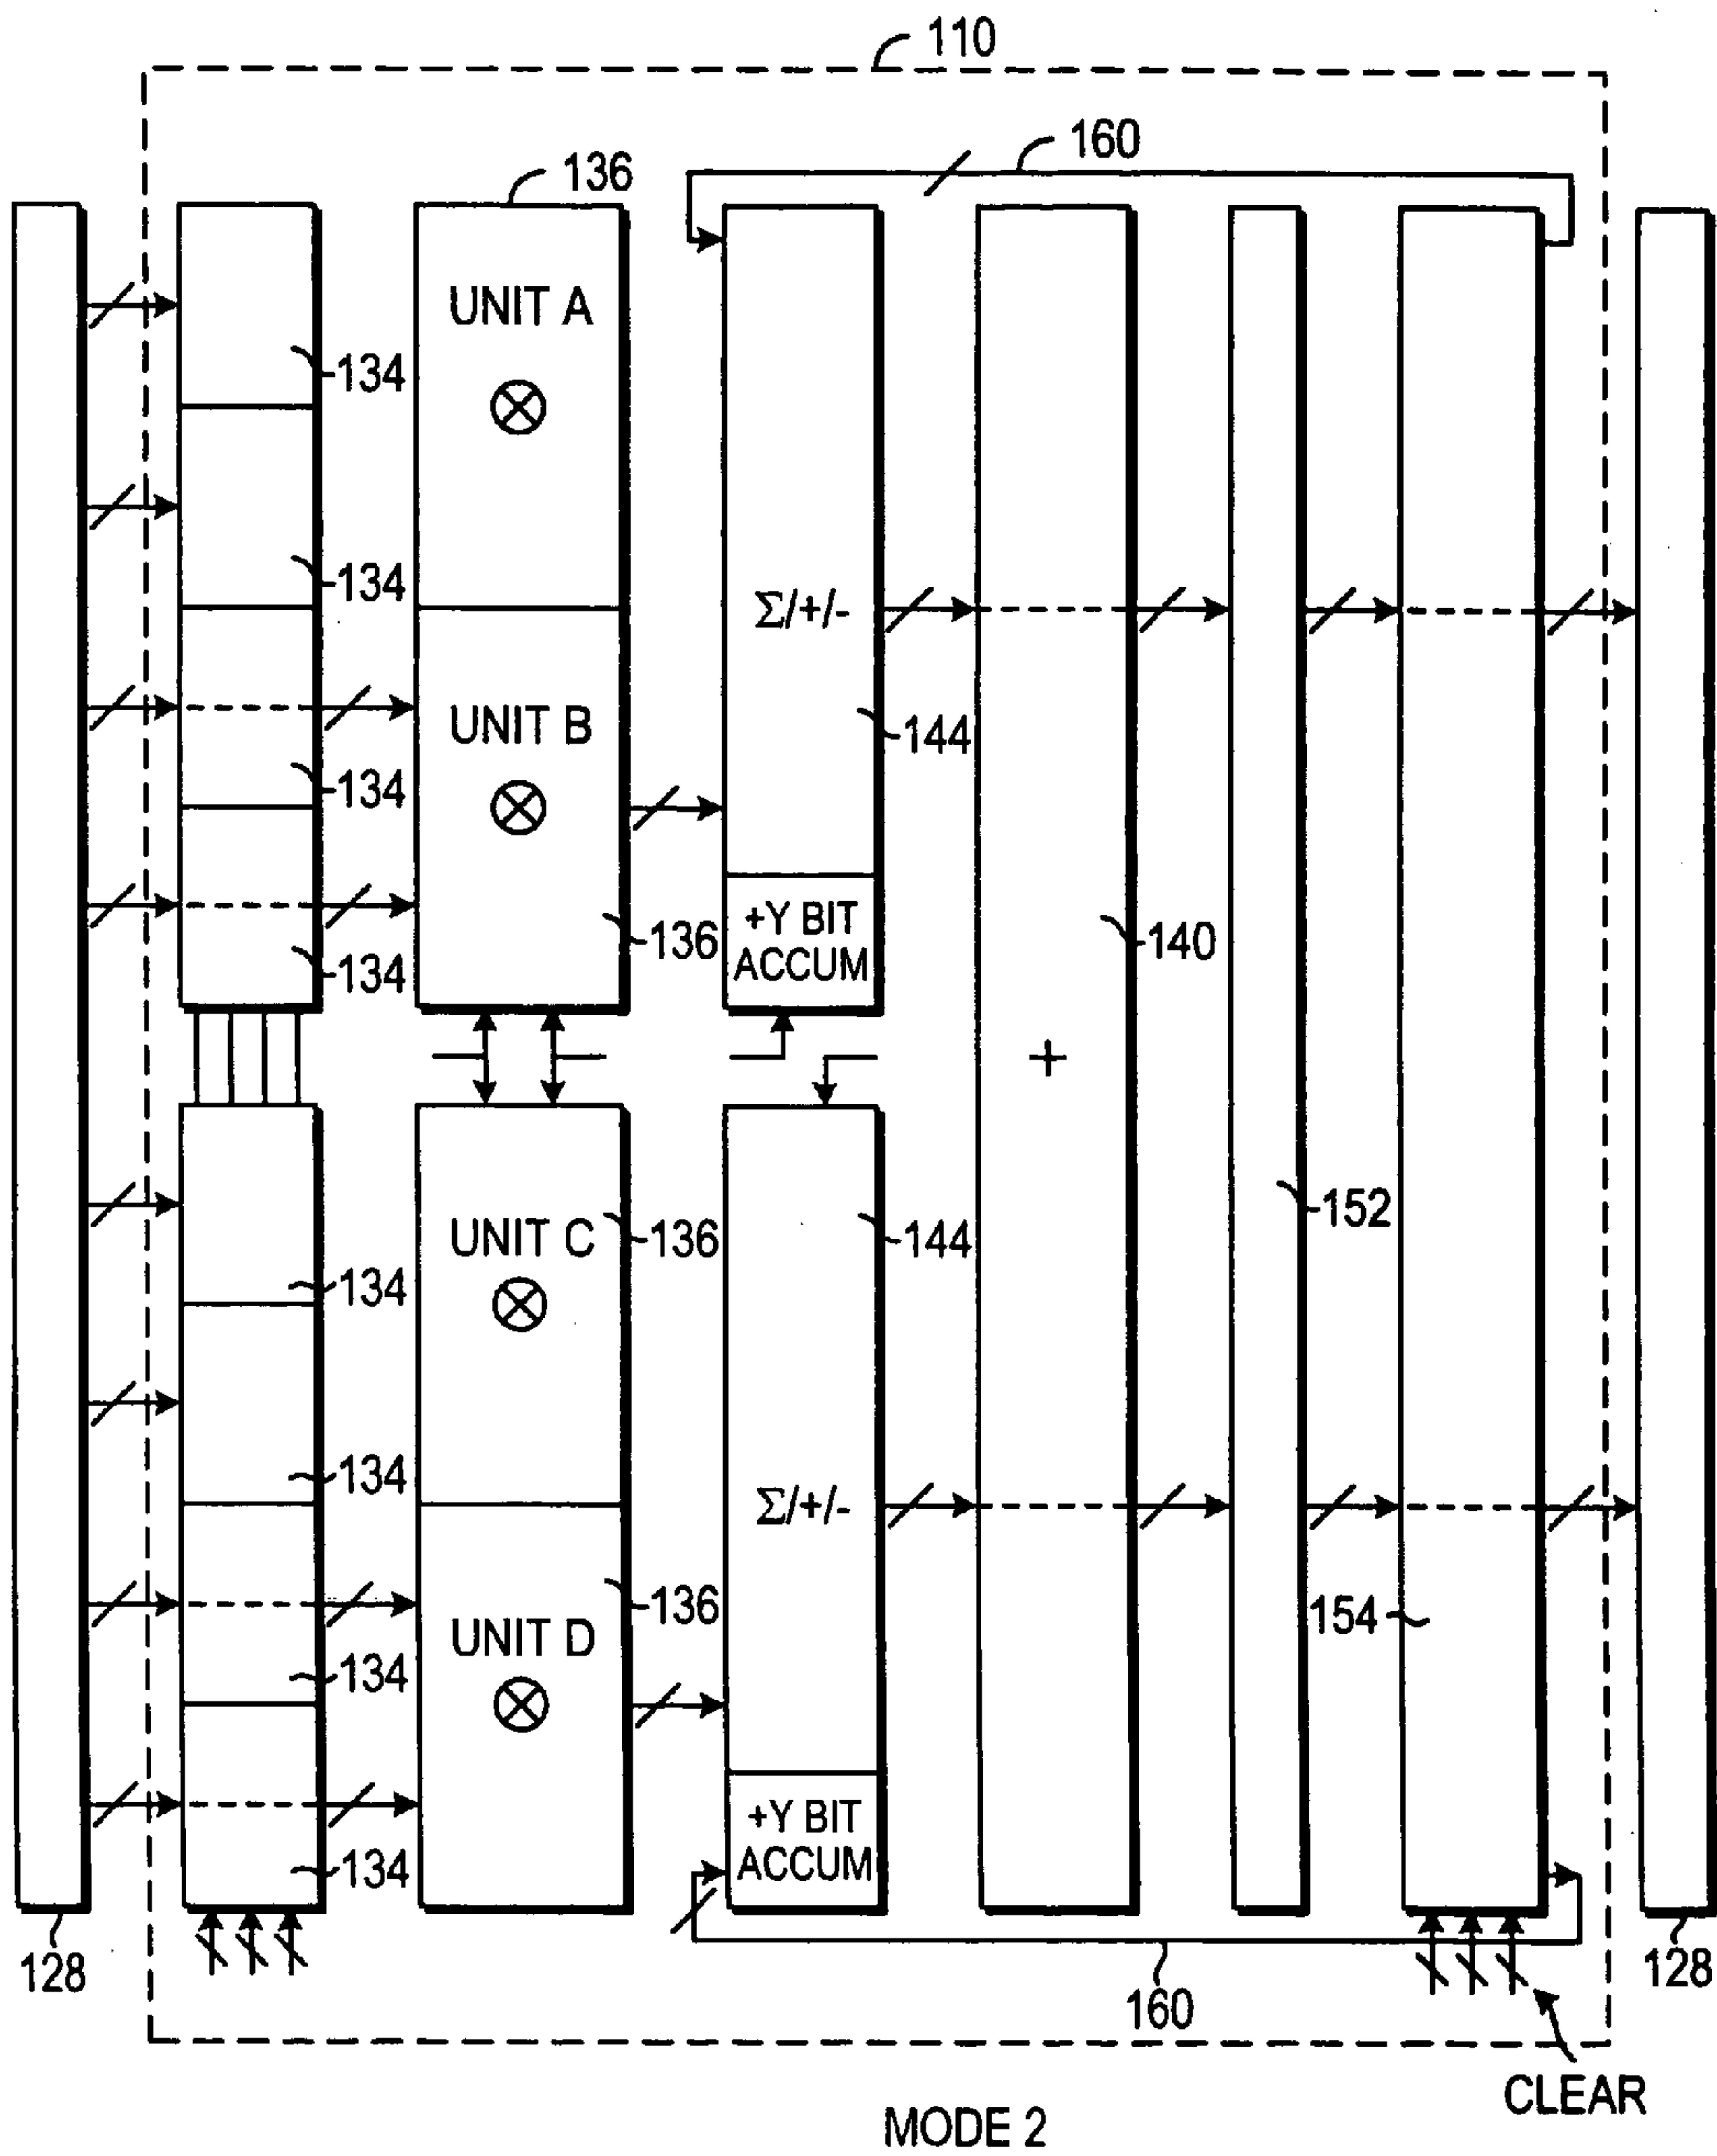 110
160
136
UNIT A
134
134
Σ/+/-
UNIT B
144
134
+Y BIT
ACCUM
136
140
134
+
152
UNIT C
136
144
134
134
Σ/+/-
136
154
UNIT D
134
+Y BIT
ACCUM
134
128
160
128
CLEAR
MODE 2